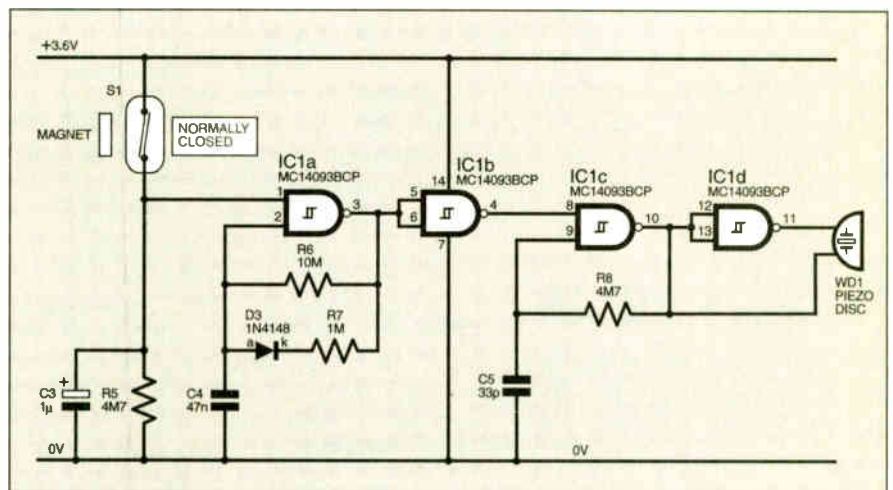 +3.6V
S1
MAGNET
NORMALLY
CLOSED
IC1a
MC14093BCP
1
2
3
IC1b
MC14093BCP
14
5
6
4
7
IC1c
MC14093BCP
8
9
10
IC1d
MC14093BCP
12
13
11
R6
10M
D3
1N4148
a
k
R7
1M
R8
4M7
WD1
PIEZO
DISC
C3
+
1µ
R5
4M7
C4
47n
C5
33p
0V
0V